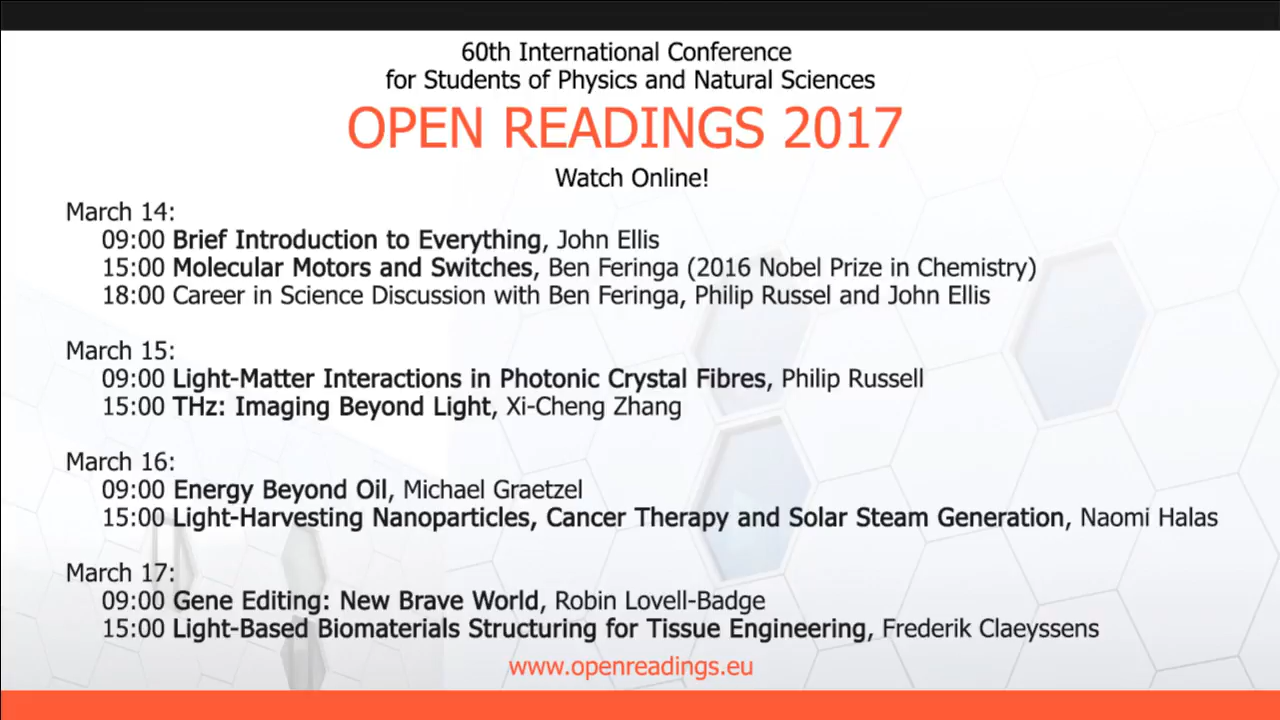 60th International Conference
for Students of Physics and Natural Sciences
OPEN READINGS 2017
Watch Online!
March 14:
09:00 Brief Introduction to Everything, John Ellis
15:00 Molecular Motors and Switches, Ben Feringa (2016 Nobel Prize in Chemistry)
18:00 Career in Science Discussion with Ben Feringa, Philip Russel and John Ellis
March 15:
09:00 Light-Matter Interactions in Photonic Crystal Fibres, Philip Russell
15:00 THz: Imaging Beyond Light, Xi-Cheng Zhang
March 16:
09:00 Energy Beyond Oil, Michael Graetzel
15:00 Light-Harvesting Nanoparticles, Cancer Therapy and Solar Steam Generation, Naomi Halas
March 17:
09:00 Gene Editing: New Brave World, Robin Lovell-Badge
15:00 Light-Based Biomaterials Structuring for Tissue Engineering, Frederik Claeyssens
www.openreadings.eu